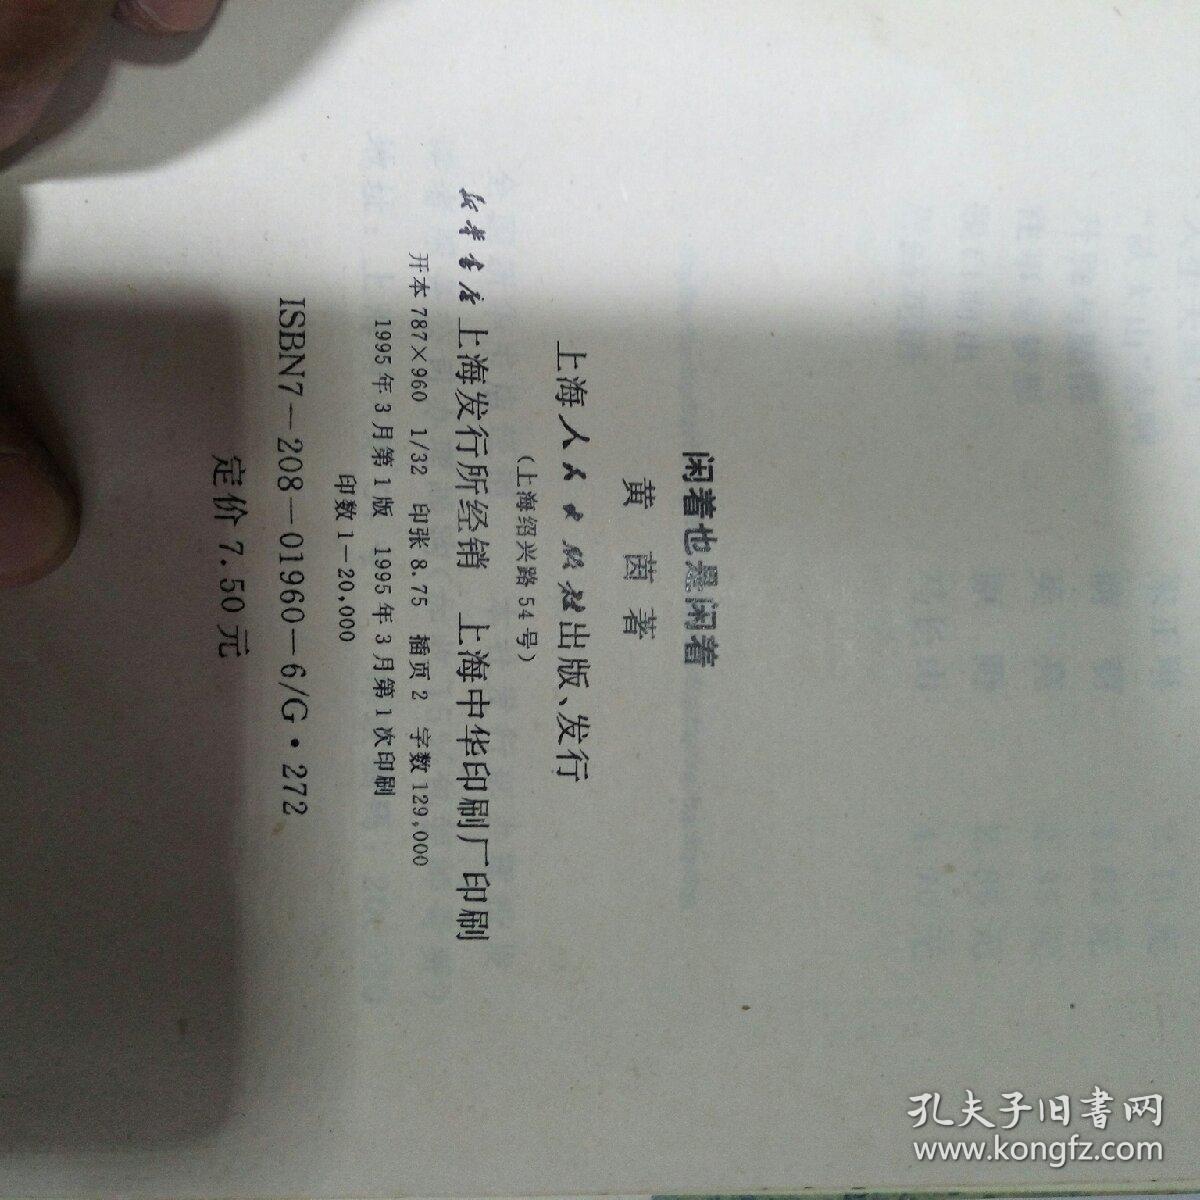 闲着也是闲着
黄茵著
上海人民出版社出版、发行
(上海绍兴路54号)
新华书店上海发行所经销 上海中华印刷厂印刷
开本787×960 1/32 印张8.75 插页2 字数129,000
1995年3月第1版 1995年3月第1次印刷
印数1—20,000
ISBN7—208—01960—6/G·272
定价7.50元
孔夫子旧书网
www.kongfz.com